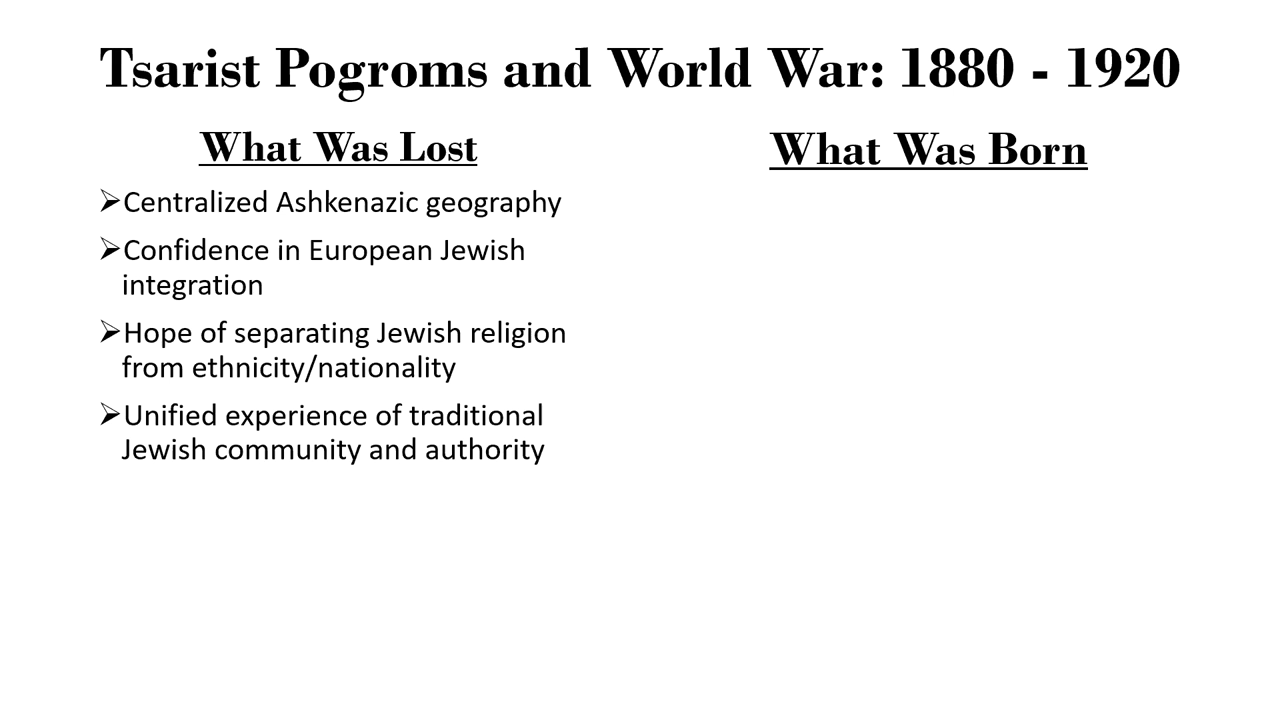 Tsarist Pogroms and World War: 1880 - 1920
What Was Lost
➢Centralized Ashkenazic geography
➢Confidence in European Jewish
integration
➢Hope of separating Jewish religion
from ethnicity/nationality
➢Unified experience of traditional
Jewish community and authority
What Was Born